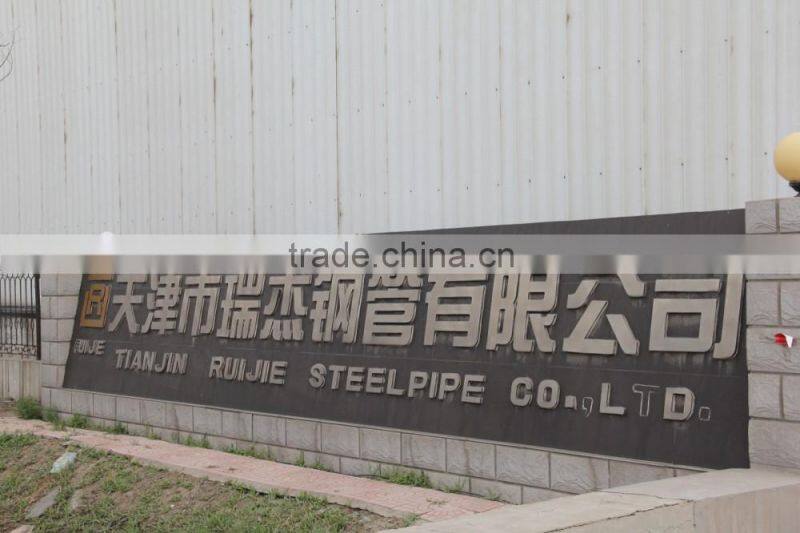 trade.china.cn
天津市瑞杰钢管有限公司
RUIJIE TIANJIN RUIJIE STEELPIPE CO.,LTD.